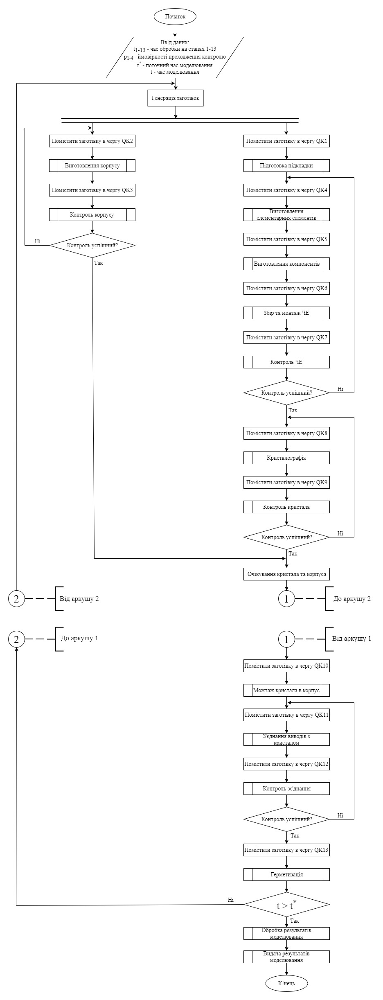 Початок
Ввід даних:
t1-13 - час обробки на етапах 1-13
p1-4 - ймовірності проходження контролю
t* - поточний час моделювання
t - час моделювання
Генерація заготівок
Помістити заготівку в чергу QK2
Виготовлення корпусу
Помістити заготівку в чергу QK3
Контроль корпусу
Контроль успішний?
Ні
Так
Помістити заготівку в чергу QK1
Підготовка підкладки
Помістити заготівку в чергу QK4
Виготовлення
елементарних елементів
Помістити заготівку в чергу QK5
Виготовлення компонентів
Помістити заготівку в чергу QK6
Збір та монтаж ЧЕ
Помістити заготівку в чергу QK7
Контроль ЧЕ
Контроль успішний?
Ні
Так
Помістити заготівку в чергу QK8
Кристалографія
Помістити заготівку в чергу QK9
Контроль кристала
Контроль успішний?
Ні
Так
Очікування кристала та корпуса
2
Від аркушу 2
1
До аркушу 2
2
До аркушу 1
1
Від аркушу 1
Помістити заготівку в чергу QK10
Можтаж кристала в корпус
Помістити заготівку в чергу QK11
З'єднання виводів з
кристалом
Помістити заготівку в чергу QK12
Контроль зє'днання
Контроль успішний?
Ні
Так
Помістити заготівку в чергу QK13
Герметизація
t > t*
Ні
Так
Обробка результатів
моделювання
Видача результатів
моделювання
Кінець